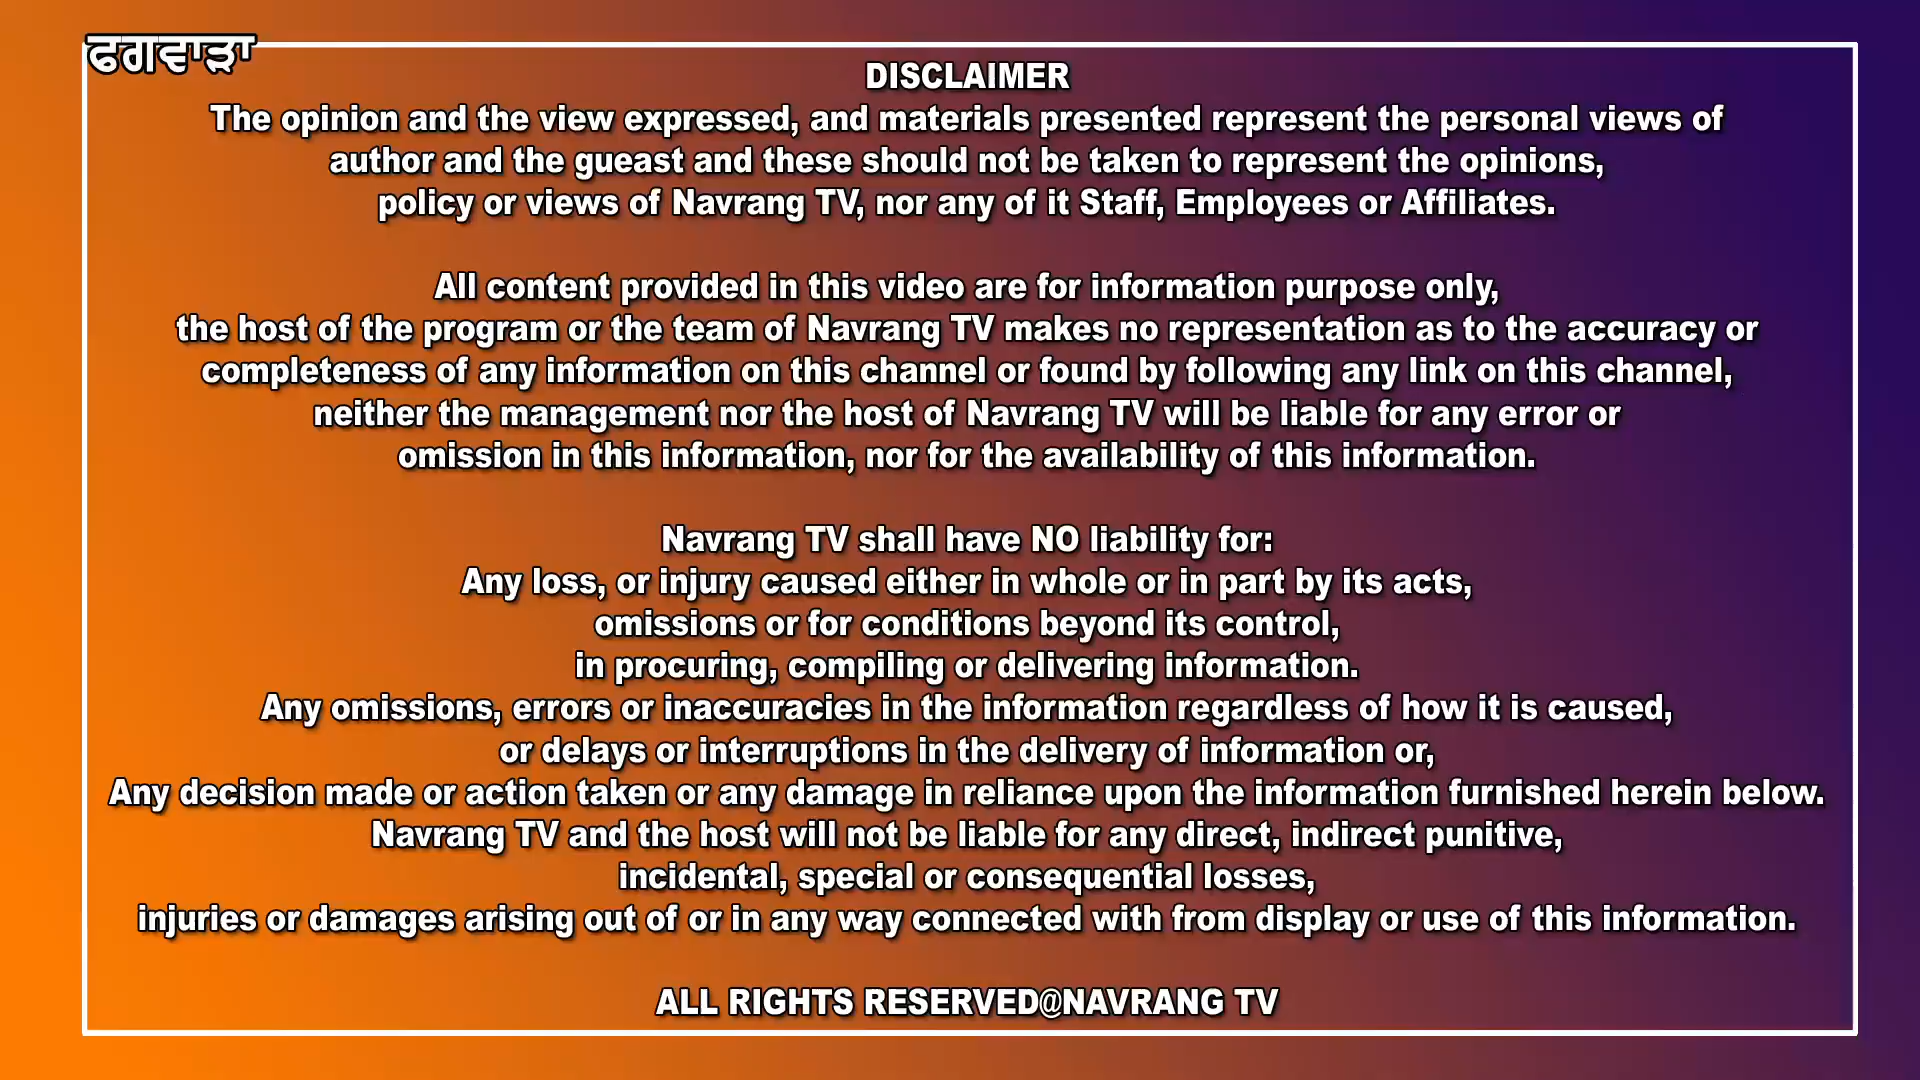 ਫਗਵਾੜਾ
DISCLAIMER
The opinion and the view expressed, and materials presented represent the personal views of
author and the gueast and these should not be taken to represent the opinions,
policy or views of Navrang TV, nor any of it Staff, Employees or Affiliates.
All content provided in this video are for information purpose only,
the host of the program or the team of Navrang TV makes no representation as to the accuracy or
completeness of any information on this channel or found by following any link on this channel,
neither the management nor the host of Navrang TV will be liable for any error or
omission in this information, nor for the availability of this information.
Navrang TV shall have NO liability for:
Any loss, or injury caused either in whole or in part by its acts,
omissions or for conditions beyond its control,
in procuring, compiling or delivering information.
Any omissions, errors or inaccuracies in the information regardless of how it is caused,
or delays or interruptions in the delivery of information or,
Any decision made or action taken or any damage in reliance upon the information furnished herein below.
Navrang TV and the host will not be liable for any direct, indirect punitive,
incidental, special or consequential losses,
injuries or damages arising out of or in any way connected with from display or use of this information.
ALL RIGHTS RESERVED@NAVRANG TV